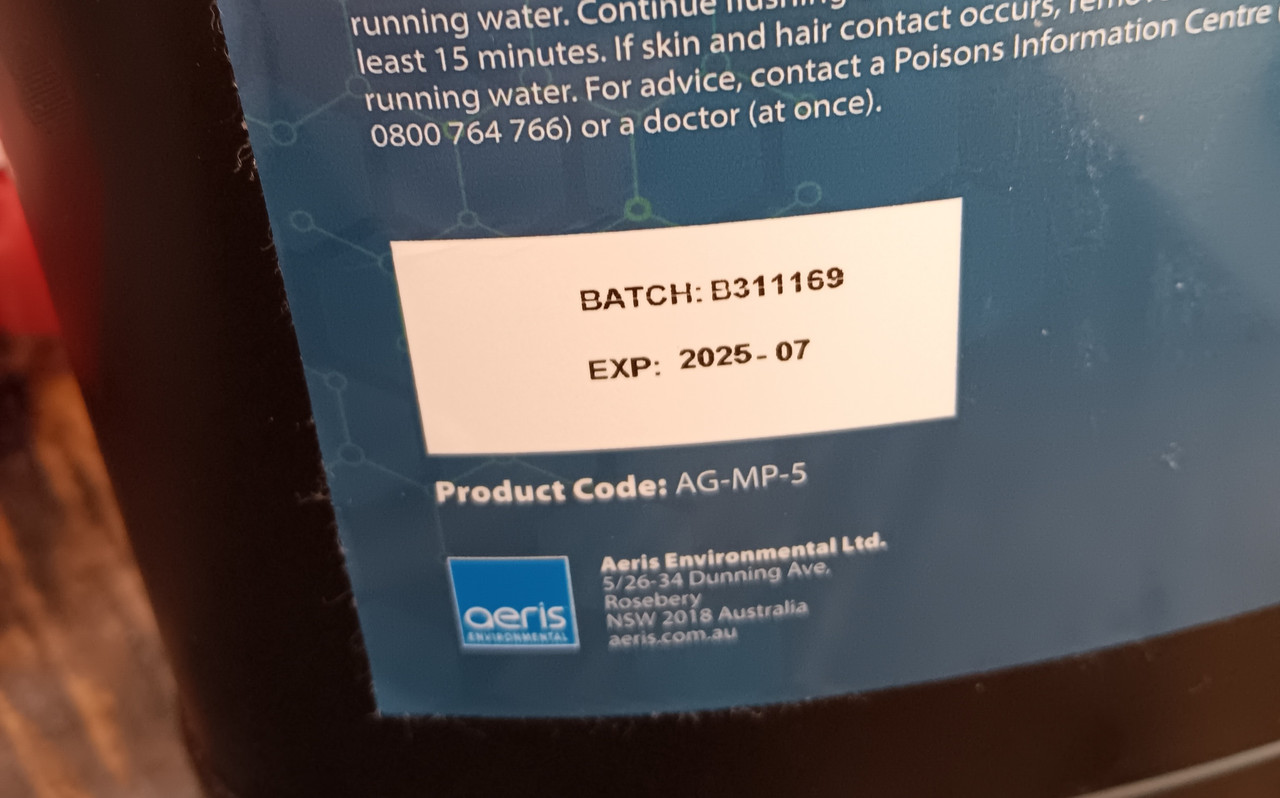 running water. Continue flushing
least 15 minutes. If skin and hair contact occurs,
running water. For advice, contact a Poisons Information Centre
0800 764 766) or a doctor (at once).
BATCH: B311169
EXP: 2025-07
Product Code: AG-MP-5
aeris
ENVIRONMENTAL
Aeris Environmental Ltd.
5/26-34 Dunning Ave,
Rosebery
NSW 2018 Australia
aeris.com.au